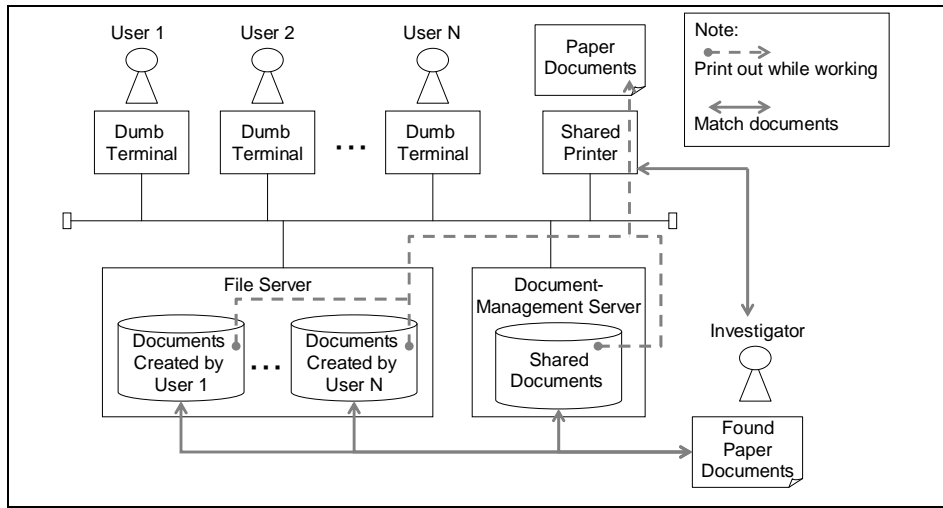 User 1
User 2
User N
Paper
Documents
Note:
Print out while working
Match documents
Dumb
Terminal
Dumb
Terminal
...
Dumb
Terminal
Shared
Printer
File Server
Document-
Management Server
Documents
Created by
User 1
...
Documents
Created by
User N
Shared
Documents
Investigator
Found
Paper
Documents